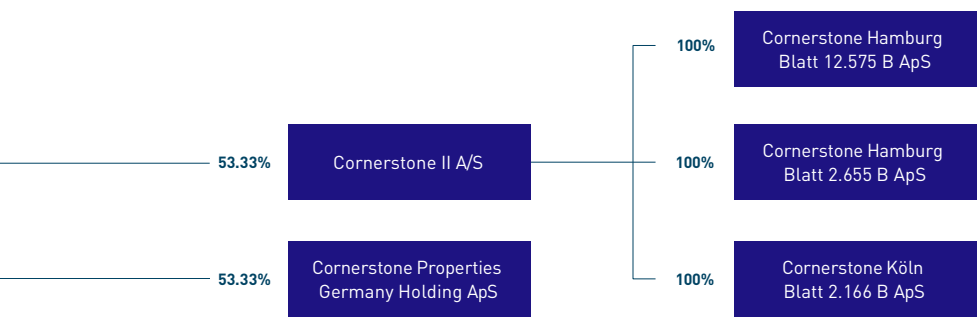 100%
Cornerstone Hamburg
Blatt 12.575 B ApS
53.33%
Cornerstone II A/S
100%
Cornerstone Hamburg
Blatt 2.655 B ApS
53.33%
Cornerstone Properties
Germany Holding ApS
100%
Cornerstone Köln
Blatt 2.166 B ApS